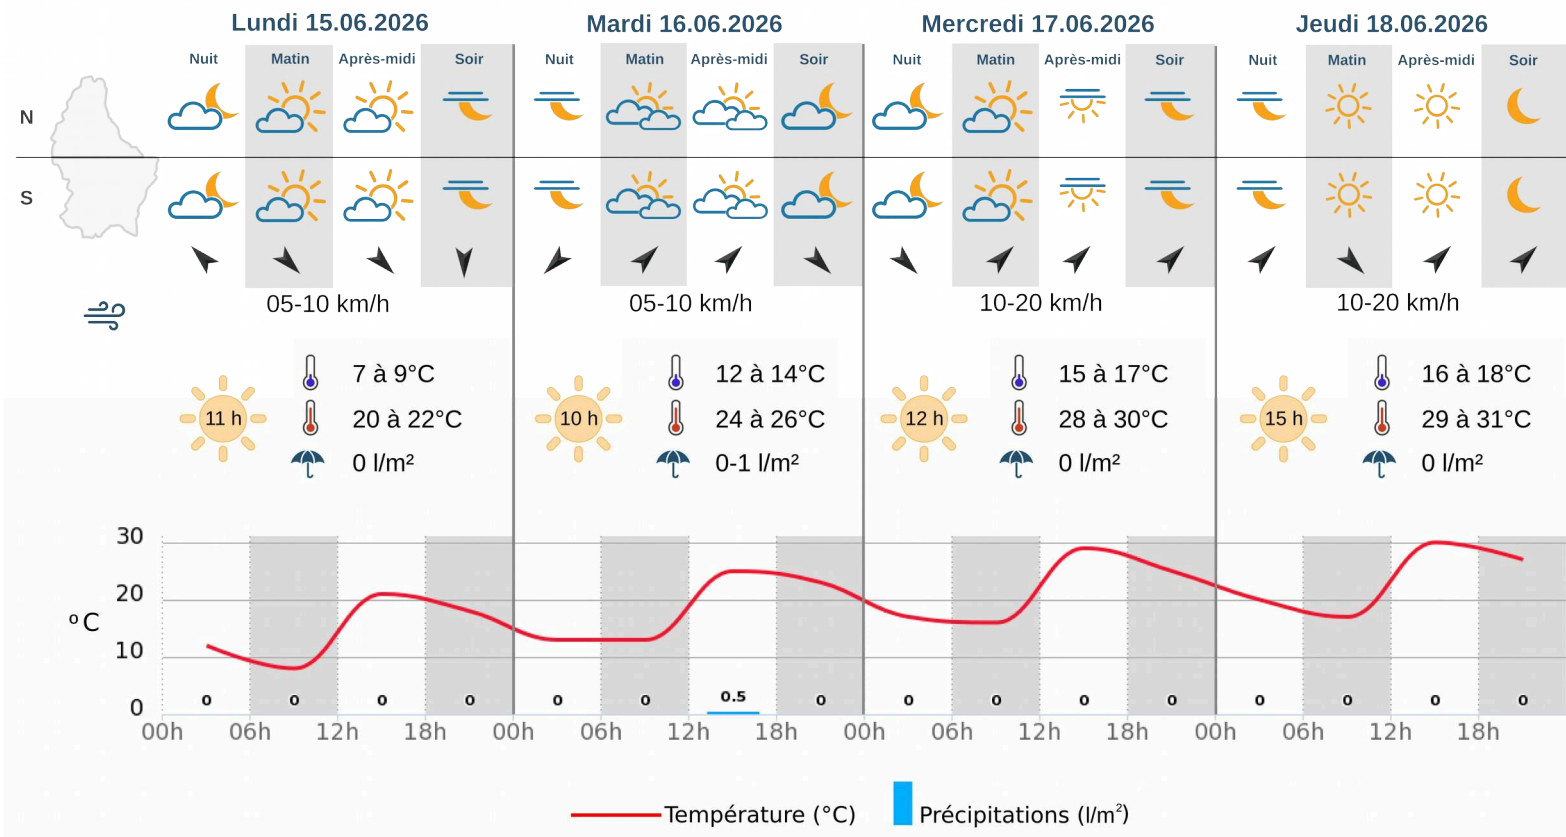 Lundi 15.06.2026 Mardi 16.06.2026 Mercredi 17.06.2026 Jeudi 18.06.2026
Nuit Matin Après-midi Soir Nuit Matin Après-midi Soir Nuit Matin Après-midi Soir Nuit Matin Après-midi Soir
N
S
05-10 km/h 05-10 km/h 10-20 km/h 10-20 km/h
7 à 9°C 12 à 14°C 15 à 17°C 16 à 18°C
11 h 20 à 22°C 10 h 24 à 26°C 12 h 28 à 30°C 15 h 29 à 31°C
0 l/m² 0-1 l/m² 0 l/m² 0 l/m²
30
20
°C
10
0 0 0 0 0 0 0.5 0 0 0 0 0 0 0 0 0
0
00h 06h 12h 18h 00h 06h 12h 18h 00h 06h 12h 18h 00h 06h 12h 18h
Température (°C) Précipitations (l/m²)